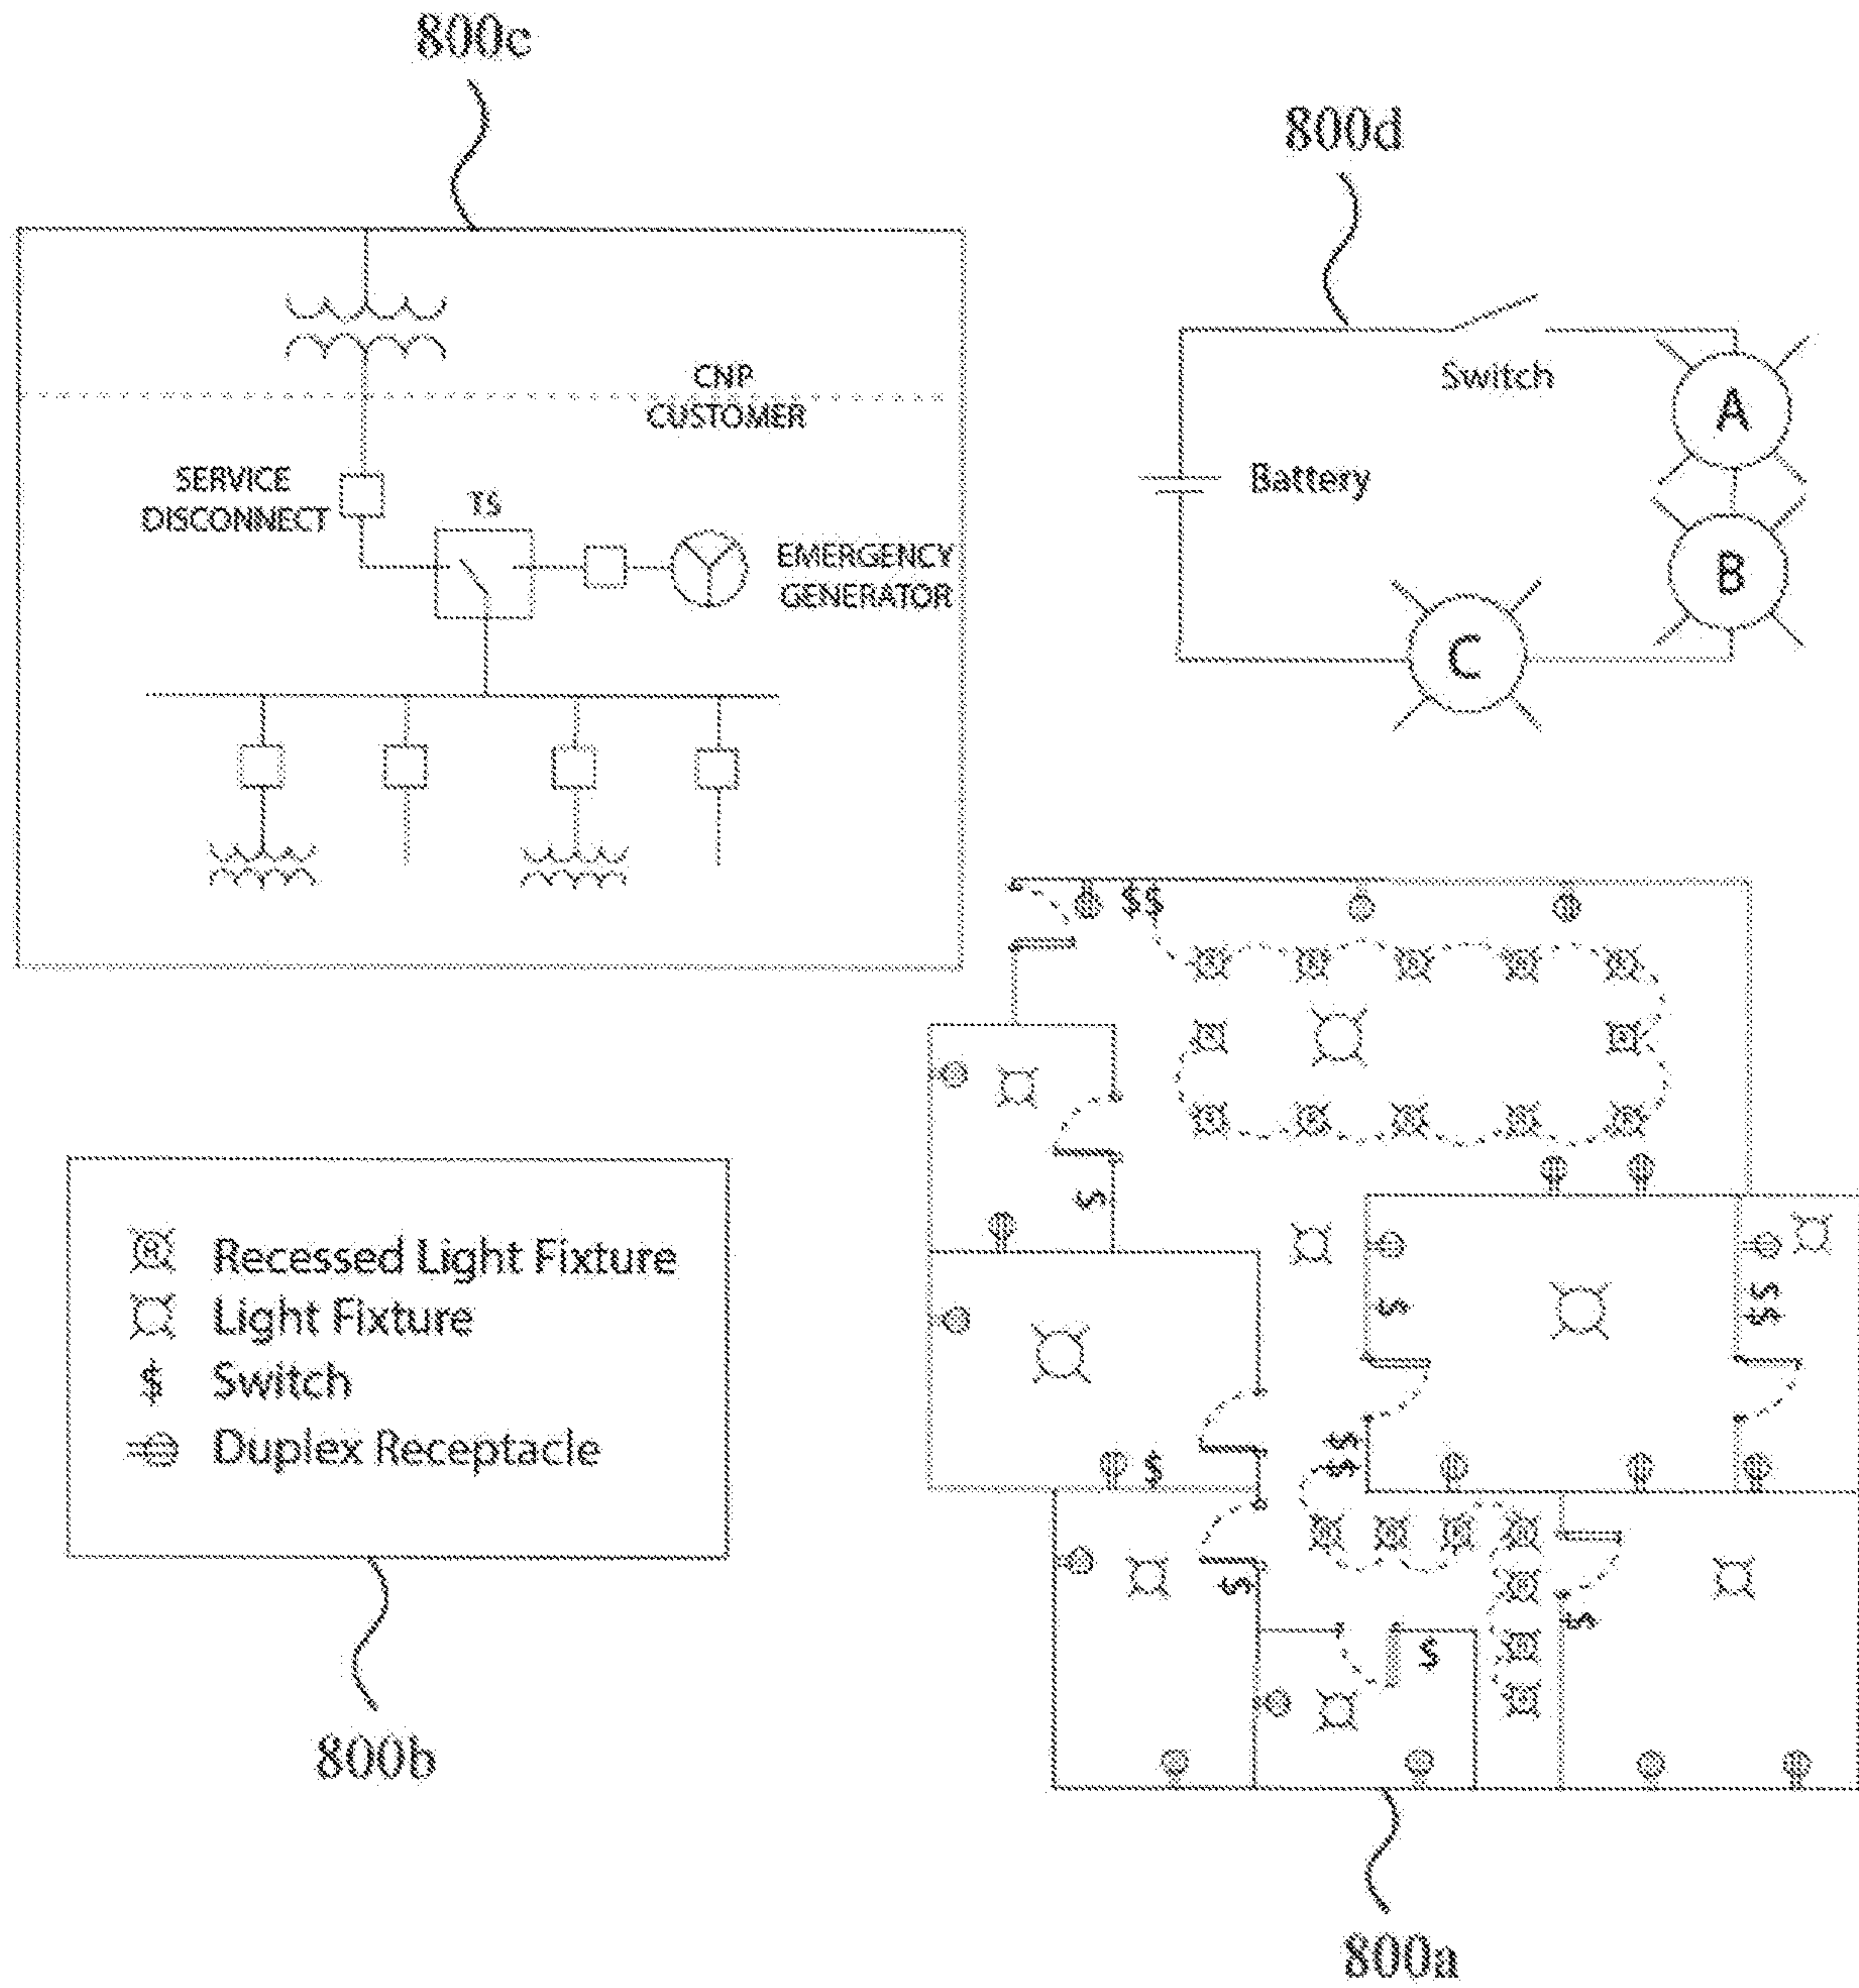 800c
800d
CNP
CUSTOMER
SERVICE
DISCONNECT
TS
EMERGENCY
GENERATOR
Switch
Battery
A
B
C
$$
R R R R R
R R
R R R R R
$
$
$$
$
$$
R R R R
$
R
$
R
$
R
R Recessed Light Fixture
Light Fixture
$ Switch
Duplex Receptacle
800b
800a